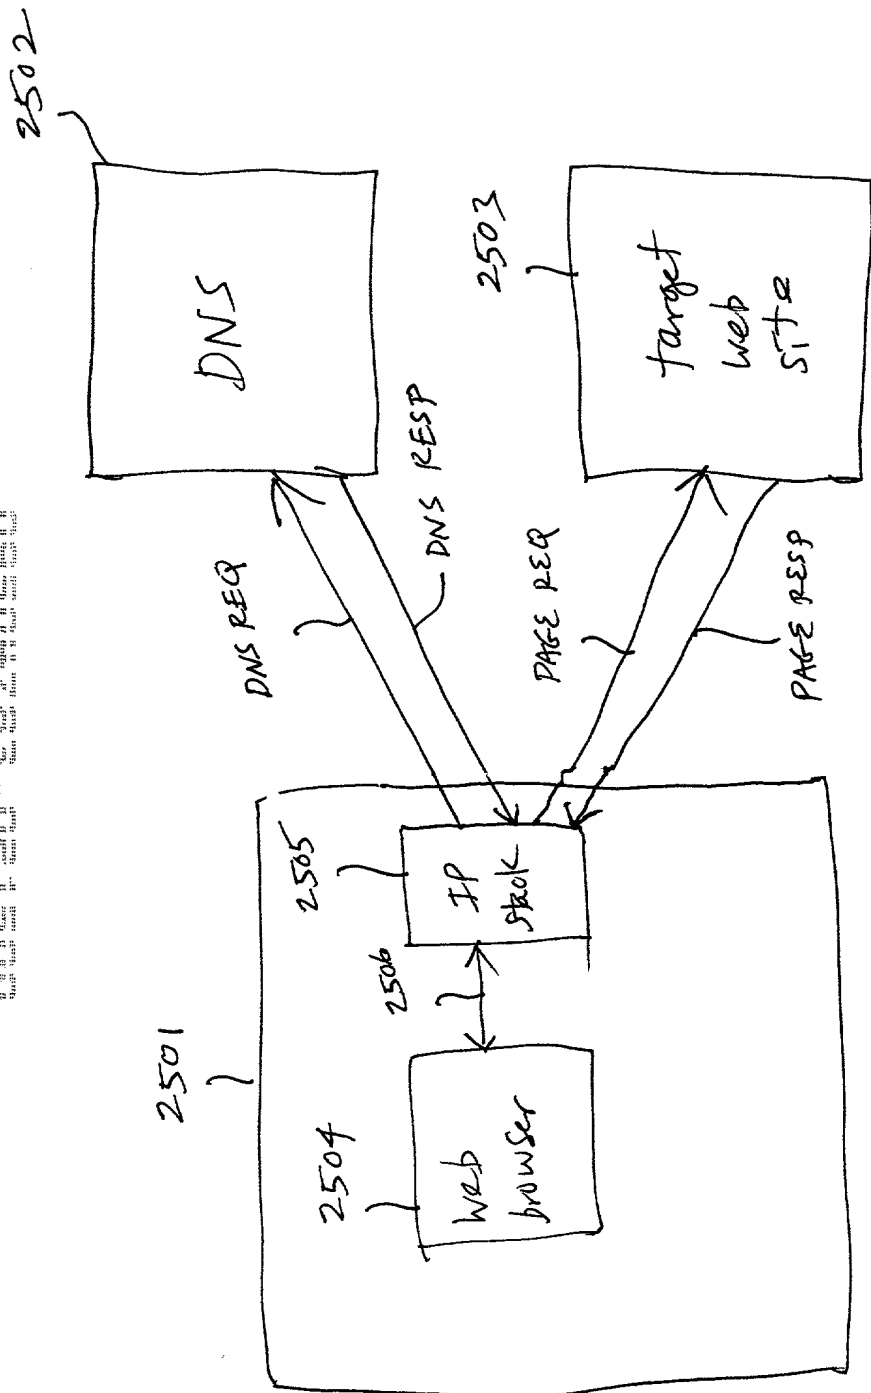 2502
DNS
2503
target
web
site
DNS REQ
DNS RESP
PAGE REQ
PAGE RESP
2501
2505
IP
stack
2506
2504
Web
browser